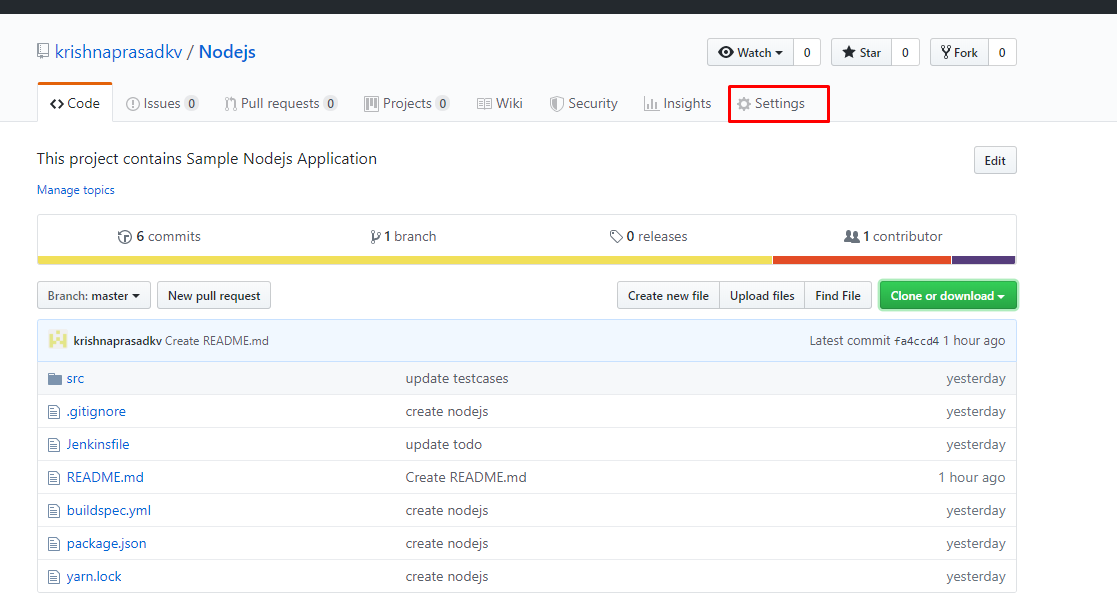 krishnaprasadkv / Nodejs
Watch 0 Star 0 Fork 0
Code Issues 0 Pull requests 0 Projects 0 Wiki Security Insights Settings
This project contains Sample Nodejs Application
Edit
Manage topics
6 commits 1 branch 0 releases 1 contributor
Branch: master New pull request Create new file Upload files Find File Clone or download
krishnaprasadkv Create README.md Latest commit fa4ccd4 1 hour ago
src update testcases yesterday
.gitignore create nodejs yesterday
Jenkinsfile update todo yesterday
README.md Create README.md 1 hour ago
buildspec.yml create nodejs yesterday
package.json create nodejs yesterday
yarn.lock create nodejs yesterday